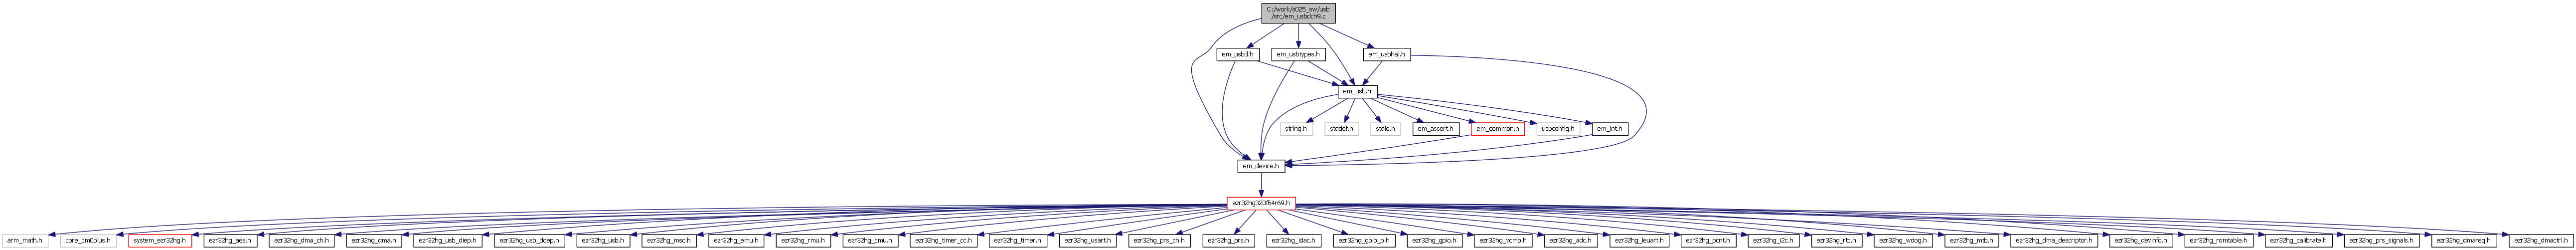 C:/work/s025_sw/usb
/src/em_usbdch9.c
em_usbd.h
em_usbtypes.h
em_usbhal.h
em_usb.h
string.h
stddef.h
stdio.h
em_assert.h
em_common.h
usbconfig.h
em_int.h
em_device.h
ezr32hg320f64r69.h
arm_math.h
core_cm0plus.h
system_ezr32hg.h
ezr32hg_aes.h
ezr32hg_dma_ch.h
ezr32hg_dma.h
ezr32hg_usb_diep.h
ezr32hg_usb_doep.h
ezr32hg_usb.h
ezr32hg_msc.h
ezr32hg_emu.h
ezr32hg_rmu.h
ezr32hg_cmu.h
ezr32hg_timer_cc.h
ezr32hg_timer.h
ezr32hg_usart.h
ezr32hg_prs_ch.h
ezr32hg_prs.h
ezr32hg_idac.h
ezr32hg_gpio_p.h
ezr32hg_gpio.h
ezr32hg_vcmp.h
ezr32hg_adc.h
ezr32hg_leuart.h
ezr32hg_pcnt.h
ezr32hg_i2c.h
ezr32hg_rtc.h
ezr32hg_wdog.h
ezr32hg_mtb.h
ezr32hg_dma_descriptor.h
ezr32hg_devinfo.h
ezr32hg_romtable.h
ezr32hg_calibrate.h
ezr32hg_prs_signals.h
ezr32hg_dmareq.h
ezr32hg_dmactrl.h